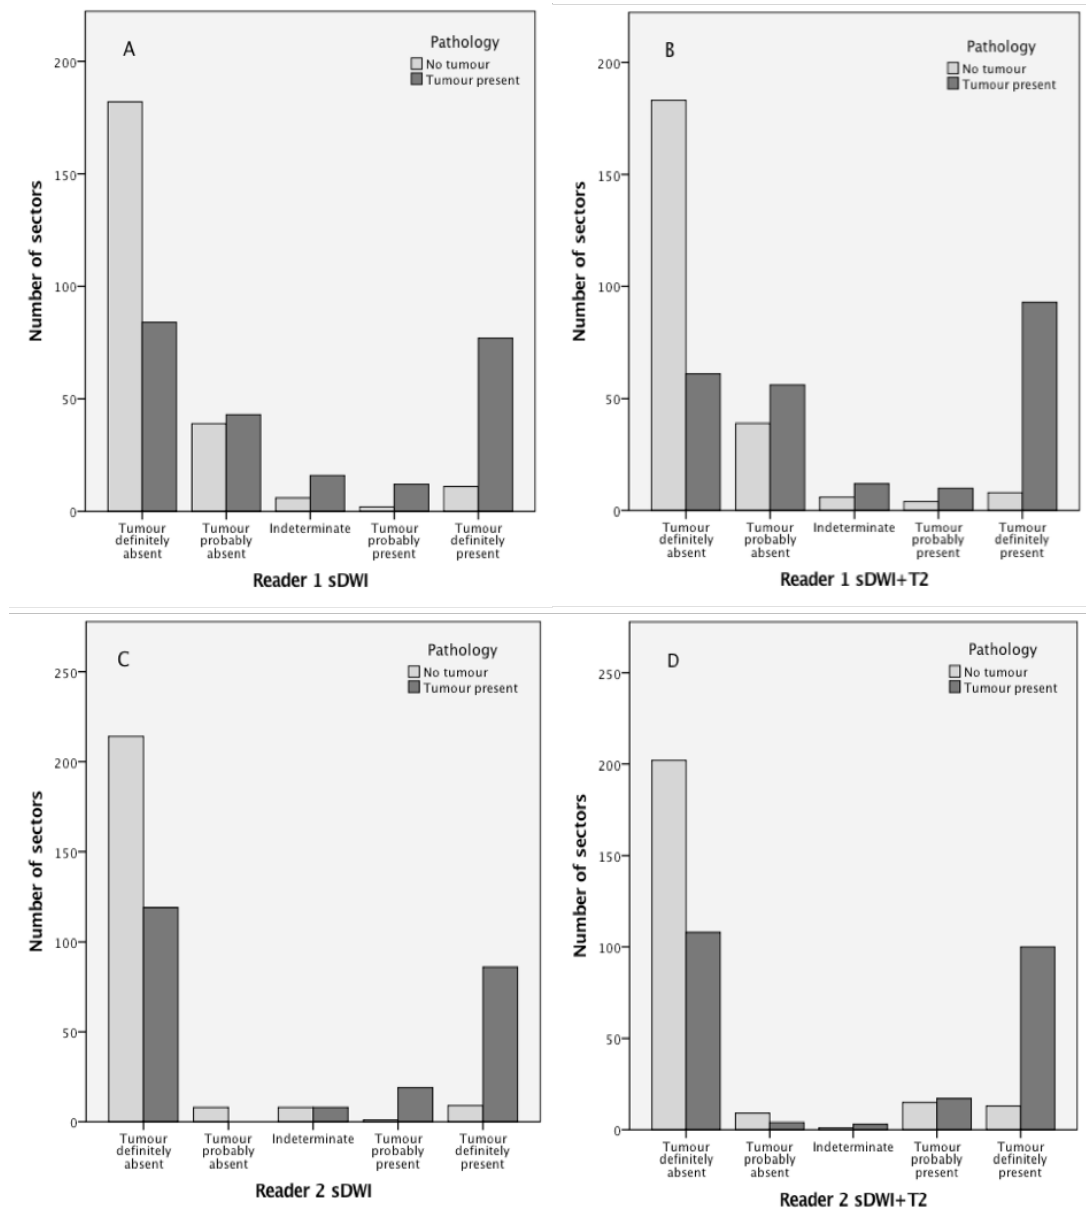 A
Pathology
No tumour
Tumour present
200
150
100
50
0
Number of sectors
Tumour definitely absent
Tumour probably absent
Indeterminate
Tumour probably present
Tumour definitely present
Reader 1 sDWI
B
Pathology
No tumour
Tumour present
200
150
100
50
0
Number of sectors
Tumour definitely absent
Tumour probably absent
Indeterminate
Tumour probably present
Tumour definitely present
Reader 1 sDWI+T2
C
Pathology
No tumour
Tumour present
250
200
150
100
50
0
Number of sectors
Tumour definitely absent
Tumour probably absent
Indeterminate
Tumour probably present
Tumour definitely present
Reader 2 sDWI
D
Pathology
No tumour
Tumour present
250
200
150
100
50
0
Number of sectors
Tumour definitely absent
Tumour probably absent
Indeterminate
Tumour probably present
Tumour definitely present
Reader 2 sDWI+T2